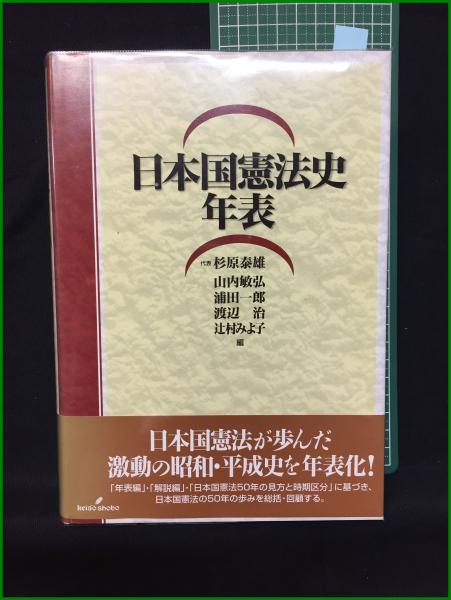 日本国憲法史
年表
代表 杉原泰雄
山内敏弘
浦田一郎
渡辺 治
辻村みよ子
編
日本国憲法が歩んだ
激動の昭和・平成史を年表化!
「年表編」・「解説編」・「日本国憲法50年の見方と時期区分」に基づき、
日本国憲法の50年の歩みを総括・回顧する。
keiso shobo